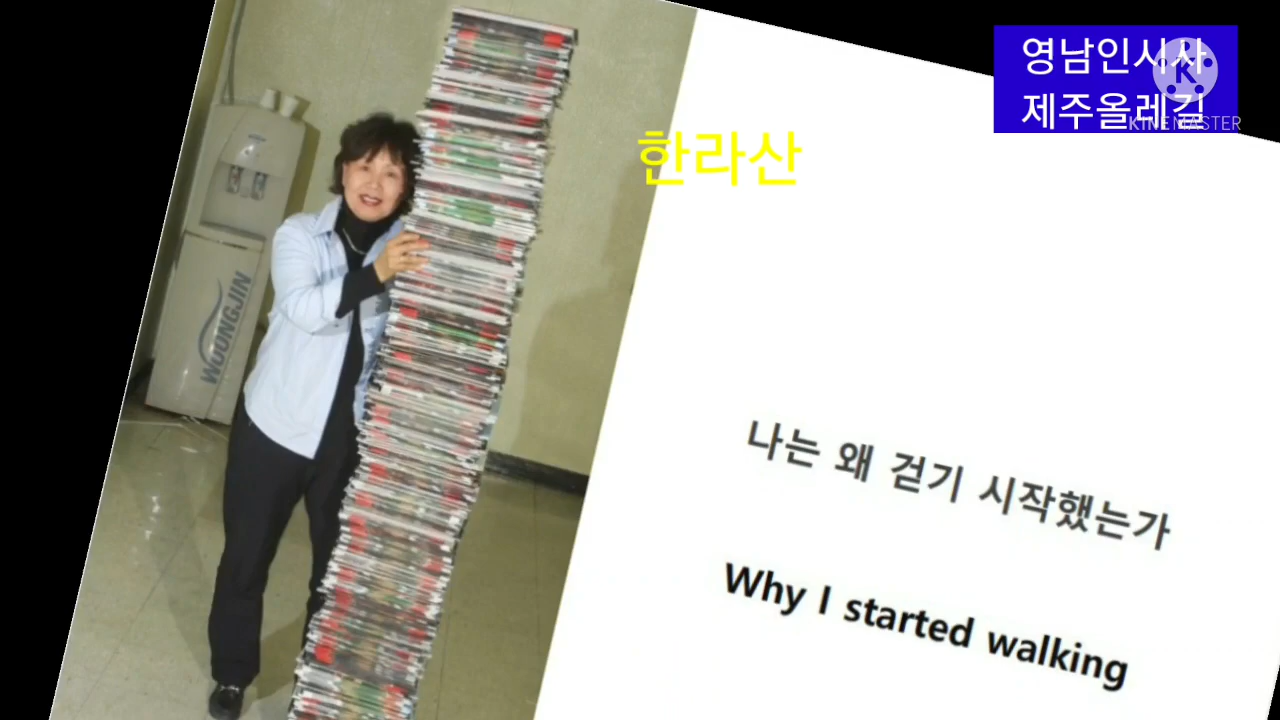 영남인시사
제주올레길
KINEMASTER
한라산
WOONGJIN
나는 왜 걷기 시작했는가
Why I started walking